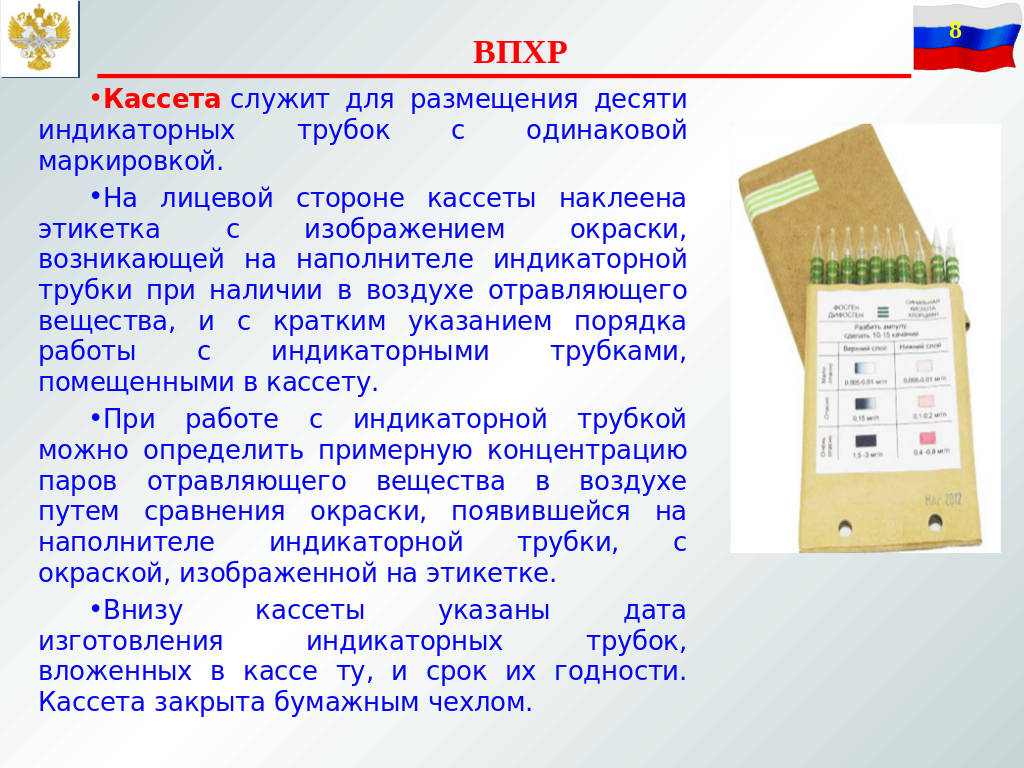 8
ВПХР
•Кассета служит для размещения десяти
индикаторных трубок с одинаковой
маркировкой.
•На лицевой стороне кассеты наклеена
этикетка с изображением окраски,
возникающей на наполнителе индикаторной
трубки при наличии в воздухе отравляющего
вещества, и с кратким указанием порядка
работы с индикаторными трубками,
помещенными в кассету.
•При работе с индикаторной трубкой
можно определить примерную концентрацию
паров отравляющего вещества в воздухе
путем сравнения окраски, появившейся на
наполнителе индикаторной трубки, с
окраской, изображенной на этикетке.
•Внизу кассеты указаны дата
изготовления индикаторных трубок,
вложенных в кассе ту, и срок их годности.
Кассета закрыта бумажным чехлом.
ФОСГЕН
ДИФОСГЕН
СИНИЛЬНАЯ
КИСЛОТА
ХЛОРЦИАН
Разбить ампулу
сделать 10-15 качаний
Верхний слой Нижний слой
Мало-
опасно
0,005-0,01 мг/л 0,005-0,01 мг/л
Опасно
0,15 мг/л 0,1-0,2 мг/л
Очень
опасно
1,5-3 мг/л 0,4-0,8 мг/л
2012